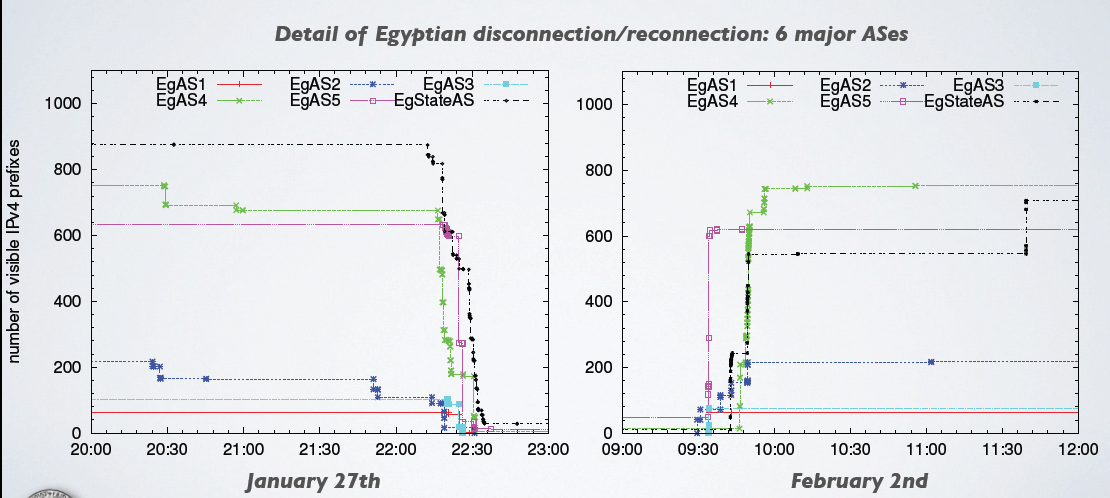 Detail of Egyptian disconnection/reconnection: 6 major ASes
number of visible IPv4 prefixes
EgAS1 EgAS2 EgAS3
EgAS4 EgAS5 EgStateAS
1000
800
600
400
200
0
20:00 20:30 21:00 21:30 22:00 22:30 23:00
January 27th
EgAS1 EgAS2 EgAS3
EgAS4 EgAS5 EgStateAS
1000
800
600
400
200
0
09:00 09:30 10:00 10:30 11:00 11:30 12:00
February 2nd